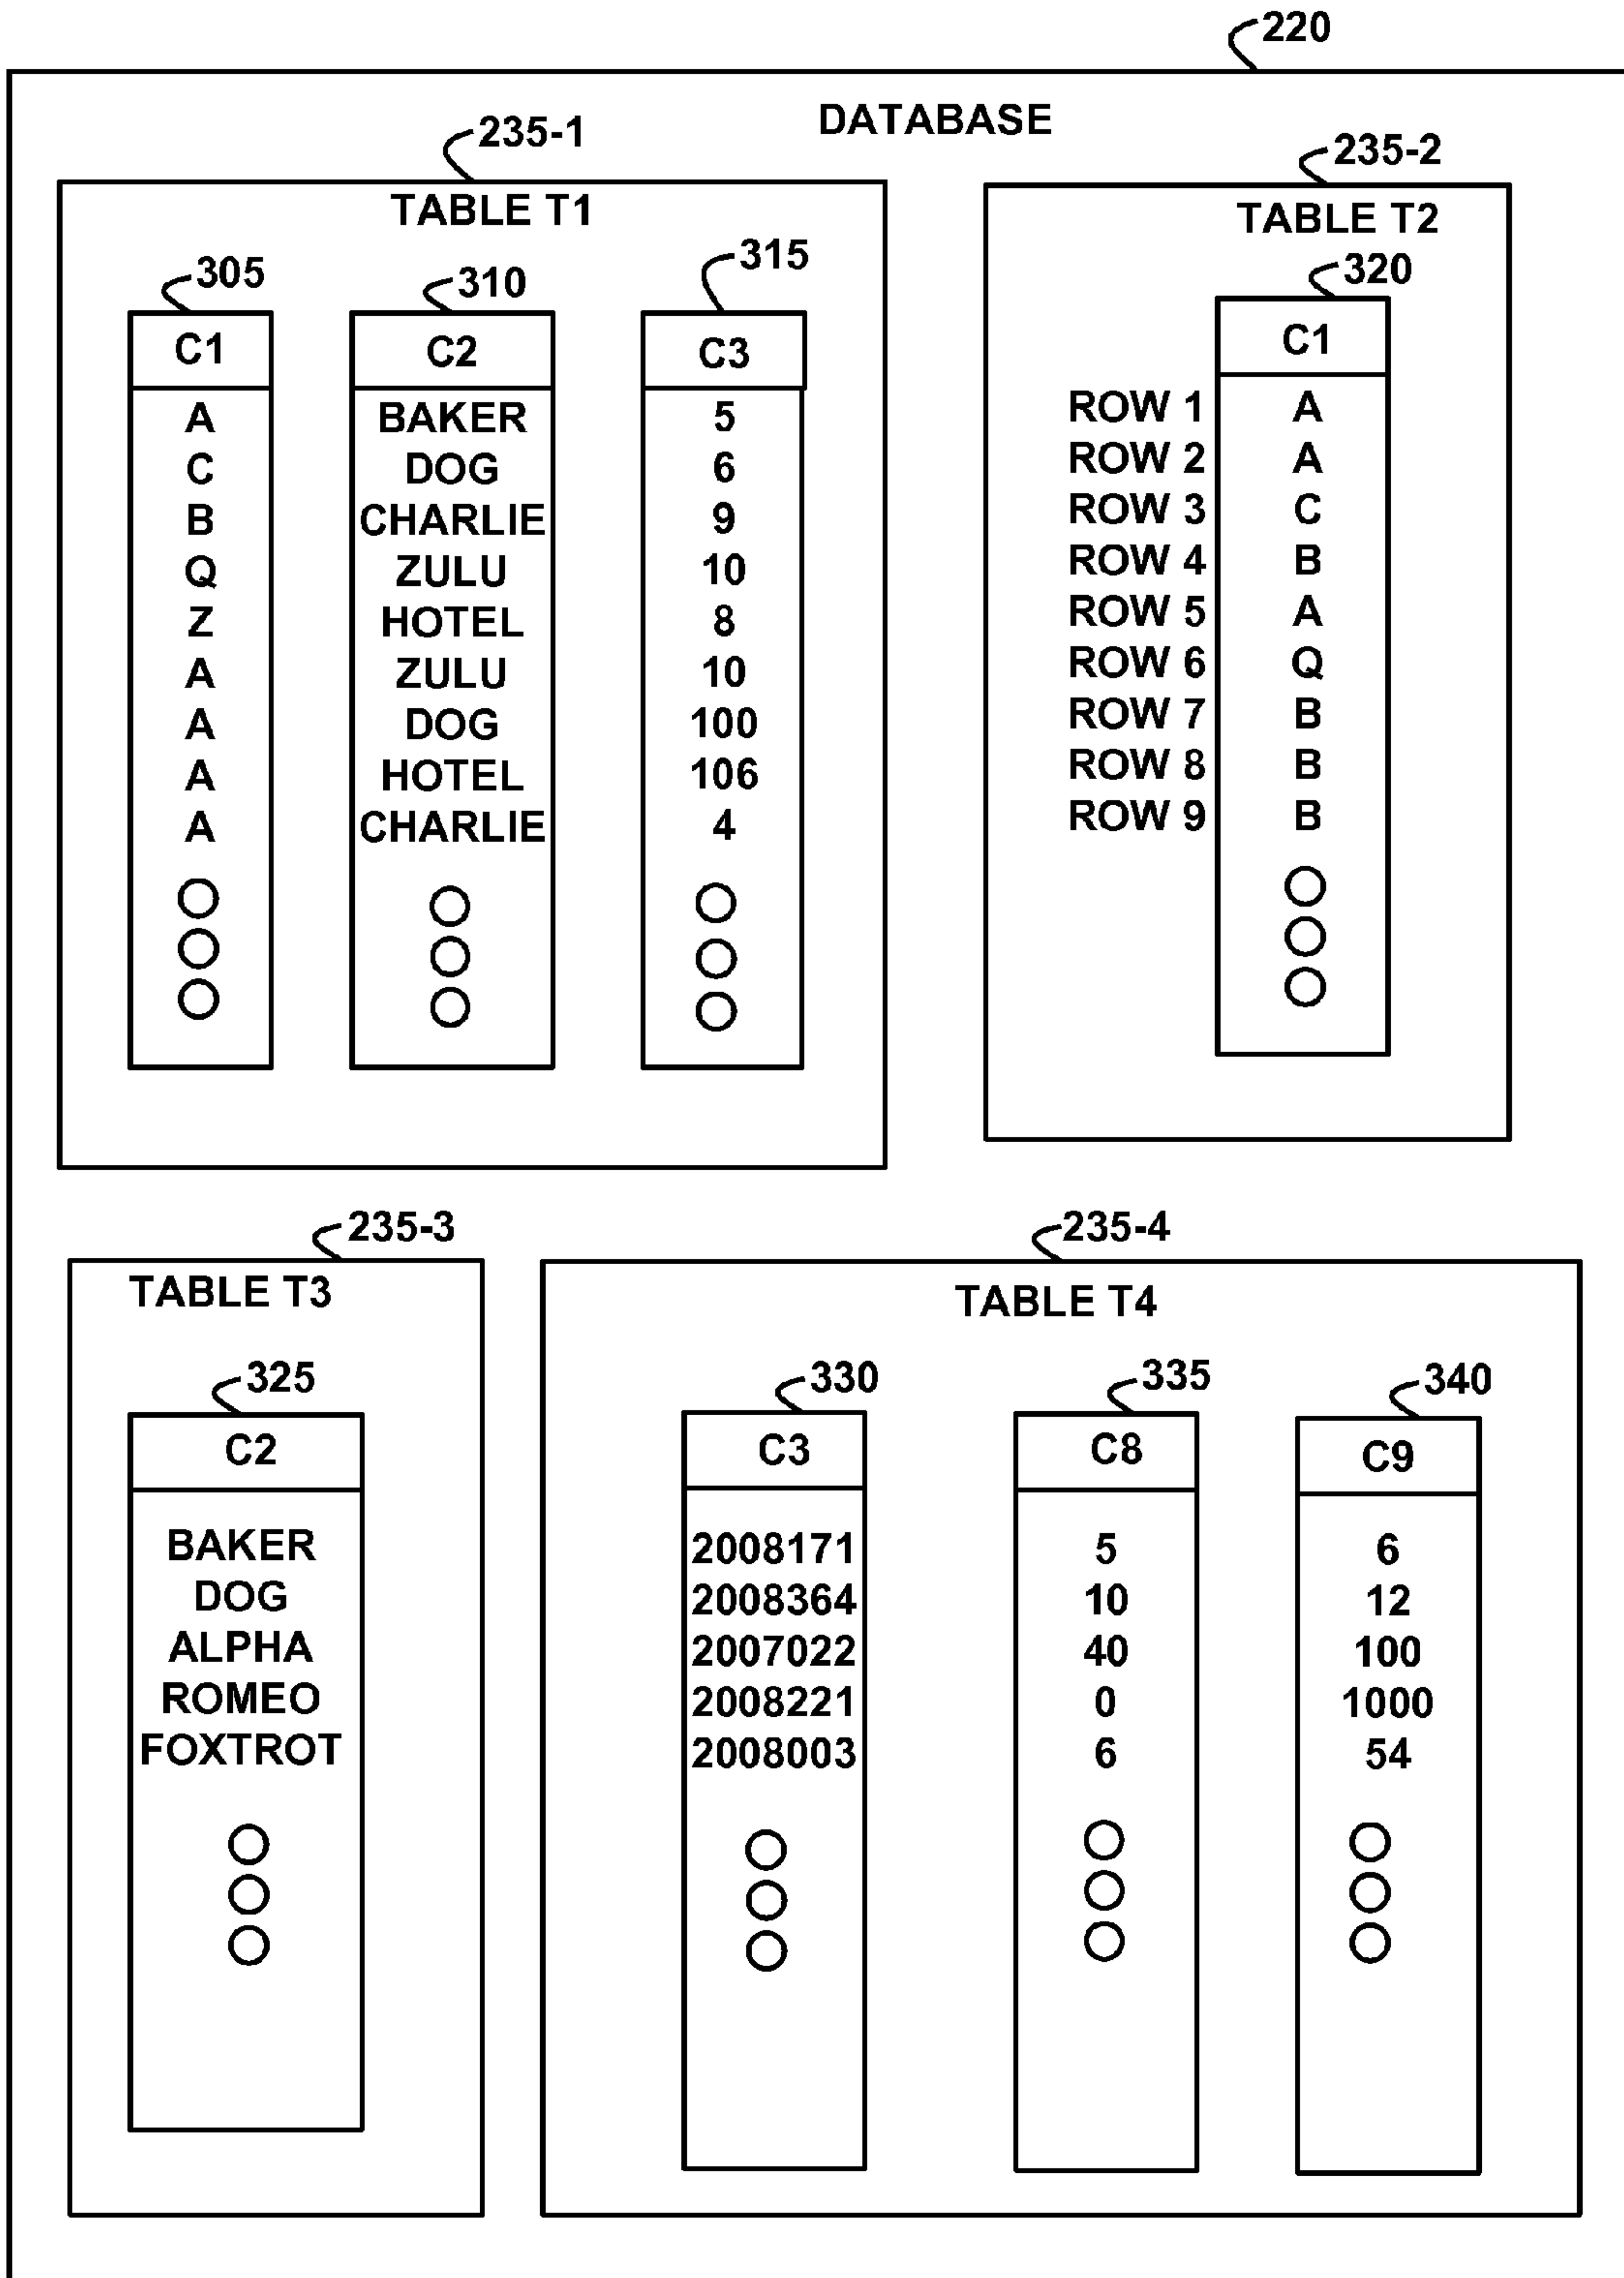 220
DATABASE
235-1
TABLE T1
305
310
315
C1 C2 C3
A BAKER 5
C DOG 6
B CHARLIE 9
Q ZULU 10
Z HOTEL 8
A ZULU 10
A DOG 100
A HOTEL 106
A CHARLIE 4
235-2
TABLE T2
320
C1
ROW 1 A
ROW 2 A
ROW 3 C
ROW 4 B
ROW 5 A
ROW 6 Q
ROW 7 B
ROW 8 B
ROW 9 B
235-3
TABLE T3
325
C2
BAKER
DOG
ALPHA
ROMEO
FOXTROT
235-4
TABLE T4
330
335
340
C3 C8 C9
2008171 5 6
2008364 10 12
2007022 40 100
2008221 0 1000
2008003 6 54